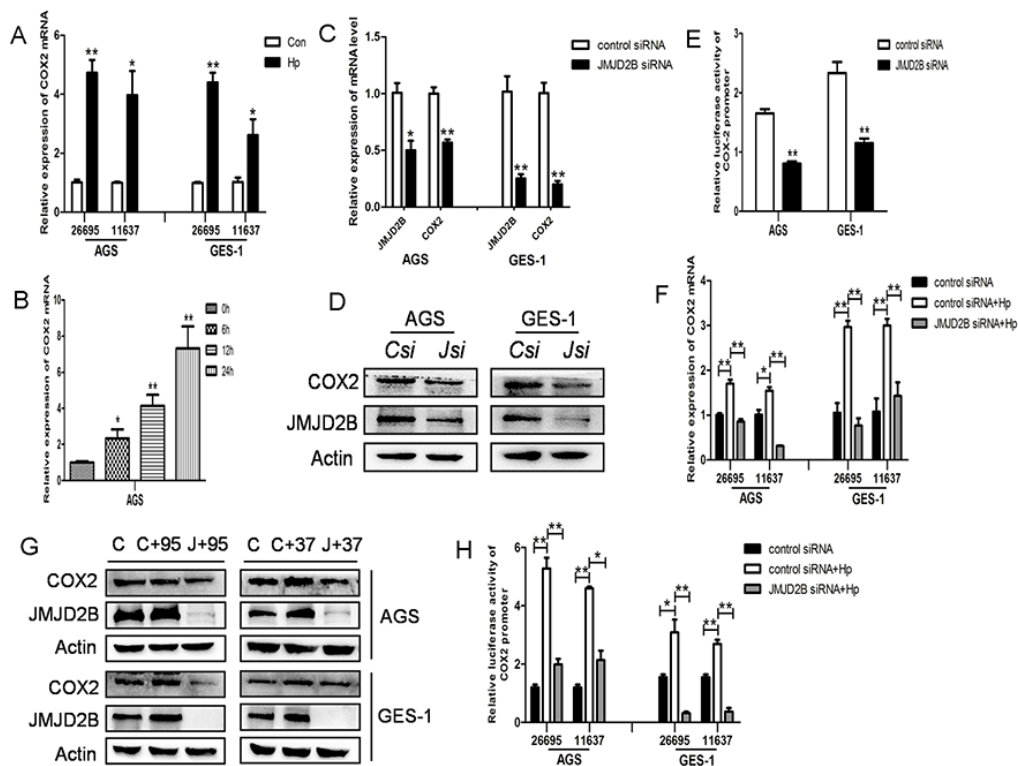 A
Relative expression of COX2 mRNA
6
4
2
0
** * ** *
Con
Hp
26695 11637 26695 11637
AGS GES-1
B
Relative expression of COX2 mRNA
10
8
6
4
2
0
* ** **
0h
6h
12h
24h
AGS
C
Relative expression of mRNA level
1.5
1.0
0.5
0.0
* ** ** **
control siRNA
JMJD2B siRNA
JMJD2B COX2 JMJD2B COX2
AGS GES-1
D
AGS GES-1
Csi Jsi Csi Jsi
COX2
JMJD2B
Actin
E
Relative luciferase activity of
COX-2 promoter
3
2
1
0
** **
control siRNA
JMJD2B siRNA
AGS GES-1
F
Relative expression of COX2 mRNA
4
3
2
1
0
** ** * ** ** ** ** **
control siRNA
control siRNA+Hp
JMJD2B siRNA+Hp
26695 11637 26695 11637
AGS GES-1
G
C C+95 J+95 C C+37 J+37
COX2
JMJD2B
Actin
AGS
COX2
JMJD2B
Actin
GES-1
H
Relative luciferase activity of
COX2 promoter
6
4
2
0
** ** ** * * ** ** **
control siRNA
control siRNA+Hp
JMJD2B siRNA+Hp
26695 11637 26695 11637
AGS GES-1